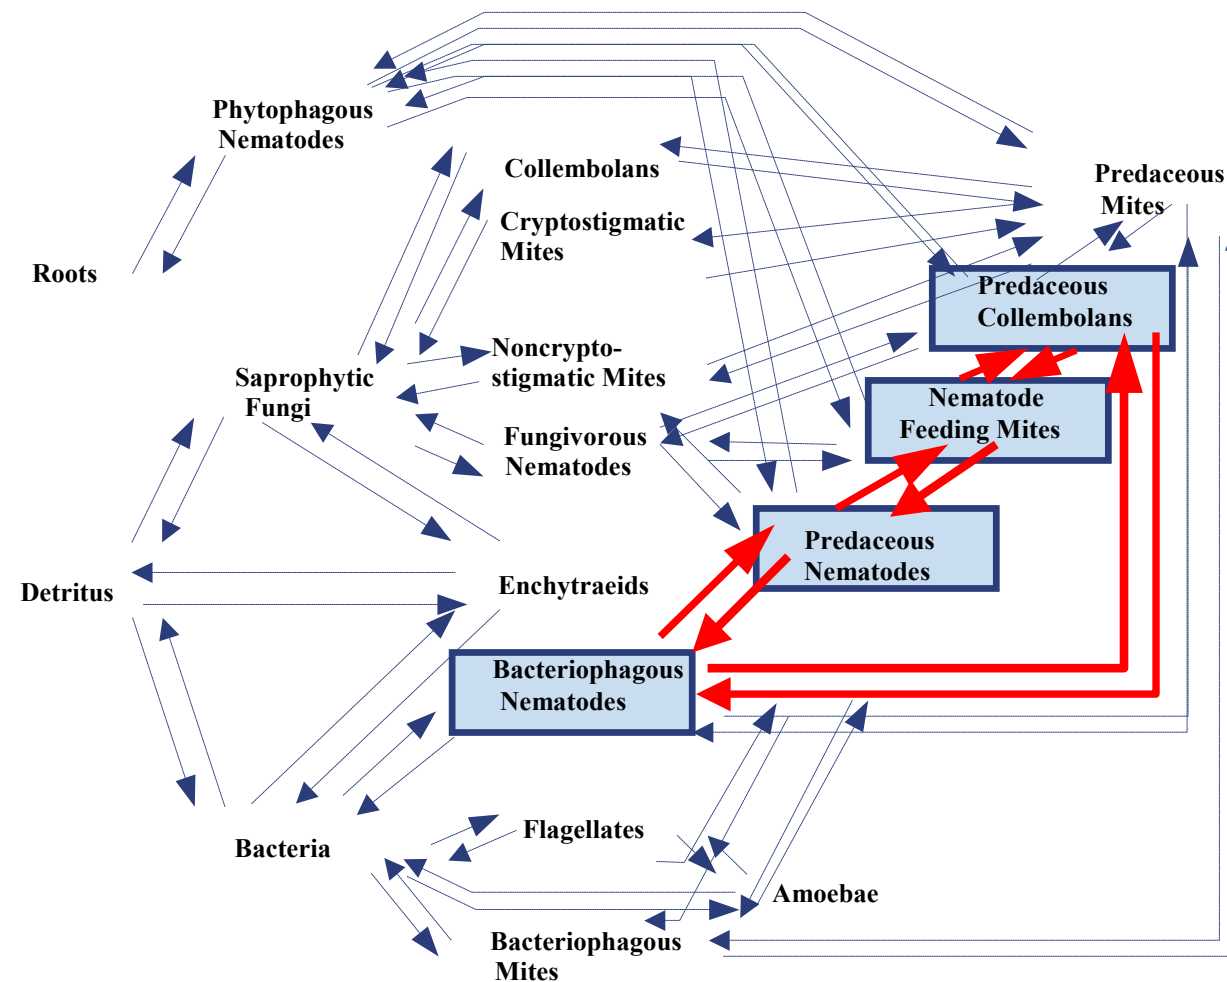 Phytophagous
Nematodes
Collembolans
Predaceous
Mites
Cryptostigmatic
Mites
Roots
Predaceous
Collembolans
Noncrypto-
stigmatic Mites
Saprophytic
Fungi
Nematode
Feeding Mites
Fungivorous
Nematodes
Predaceous
Nematodes
Detritus
Enchytraeids
Bacteriophagous
Nematodes
Flagellates
Bacteria
Amoebae
Bacteriophagous
Mites